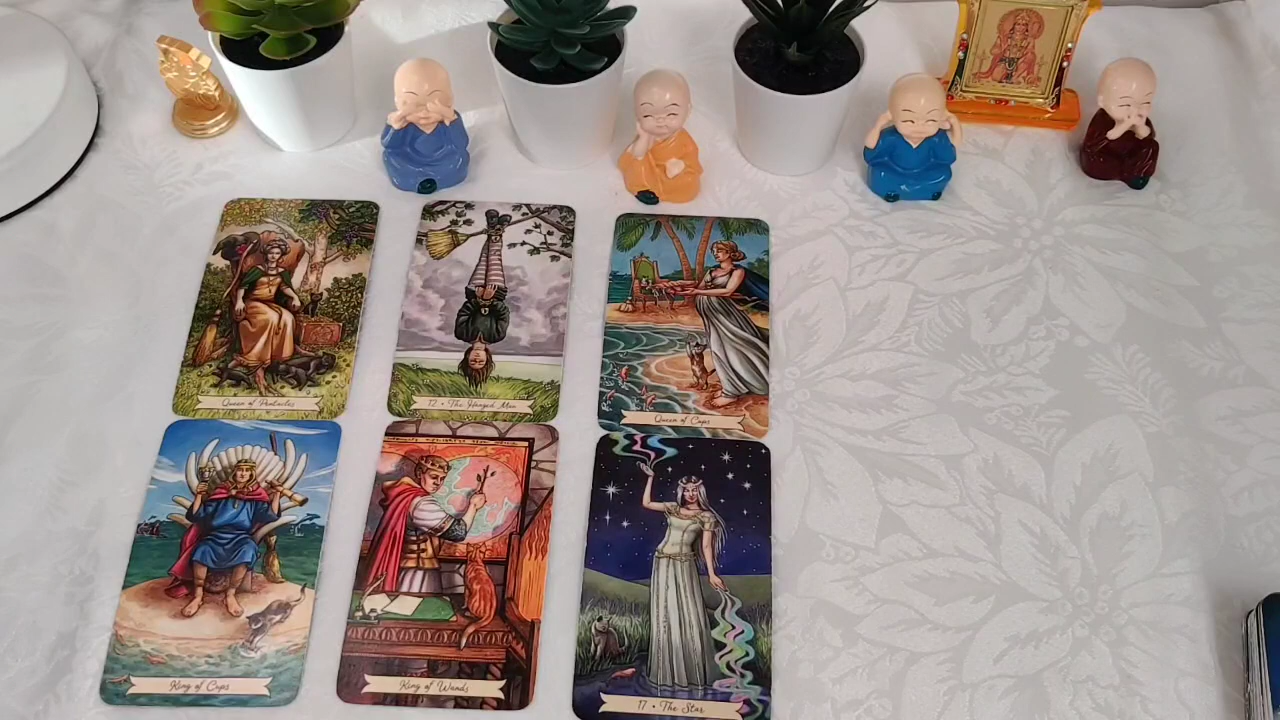 Queen of Pentacles
12 • The Hanged Man
Queen of Cups
King of Cups
King of Wands
17 • The Star